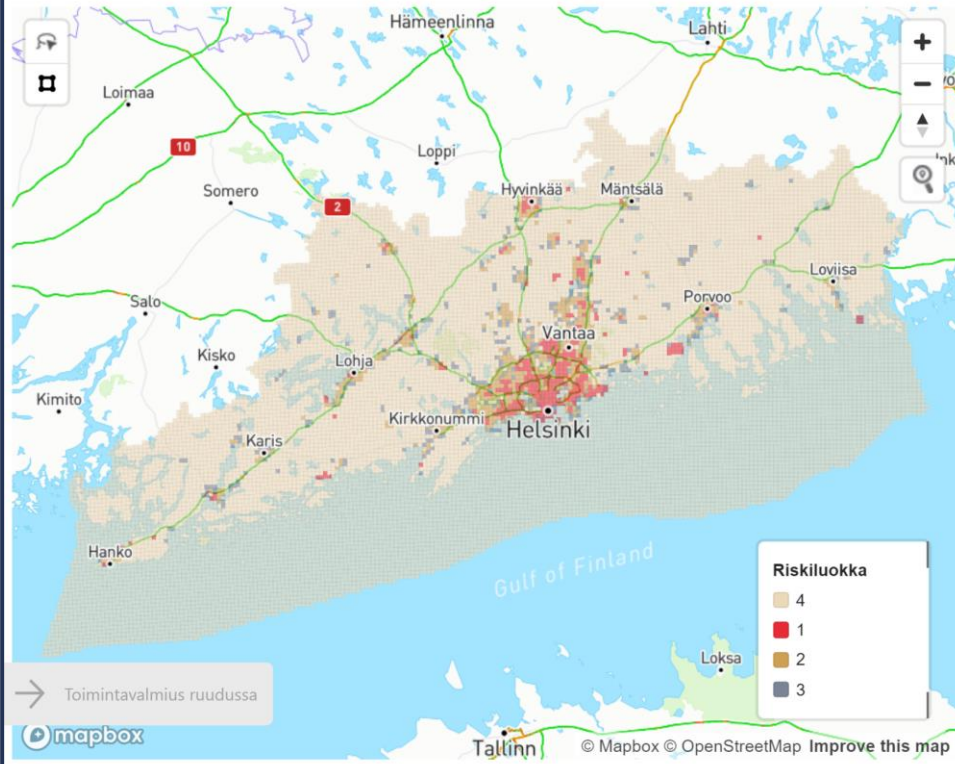 Hämeenlinna
Lahti
Loimaa
10
Loppi
Somero
2
Hyvinkää
Mäntsälä
Loviisa
Salo
Porvoo
Vantaa
Kisko
Lohja
Kimito
Kirkkonummi
Helsinki
Karis
Hanko
Gulf of Finland
Riskiluokka
4
1
2
3
Loksa
Toimintavalmius ruudussa
mapbox
Tallinn
© Mapbox © OpenStreetMap Improve this map